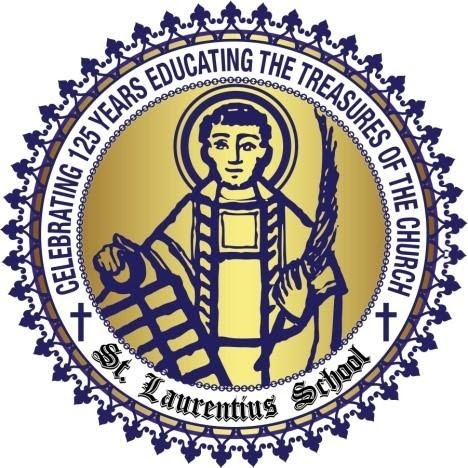 CELEBRATING 125 YEARS EDUCATING THE TREASURES OF THE CHURCH
St. Laurentius School